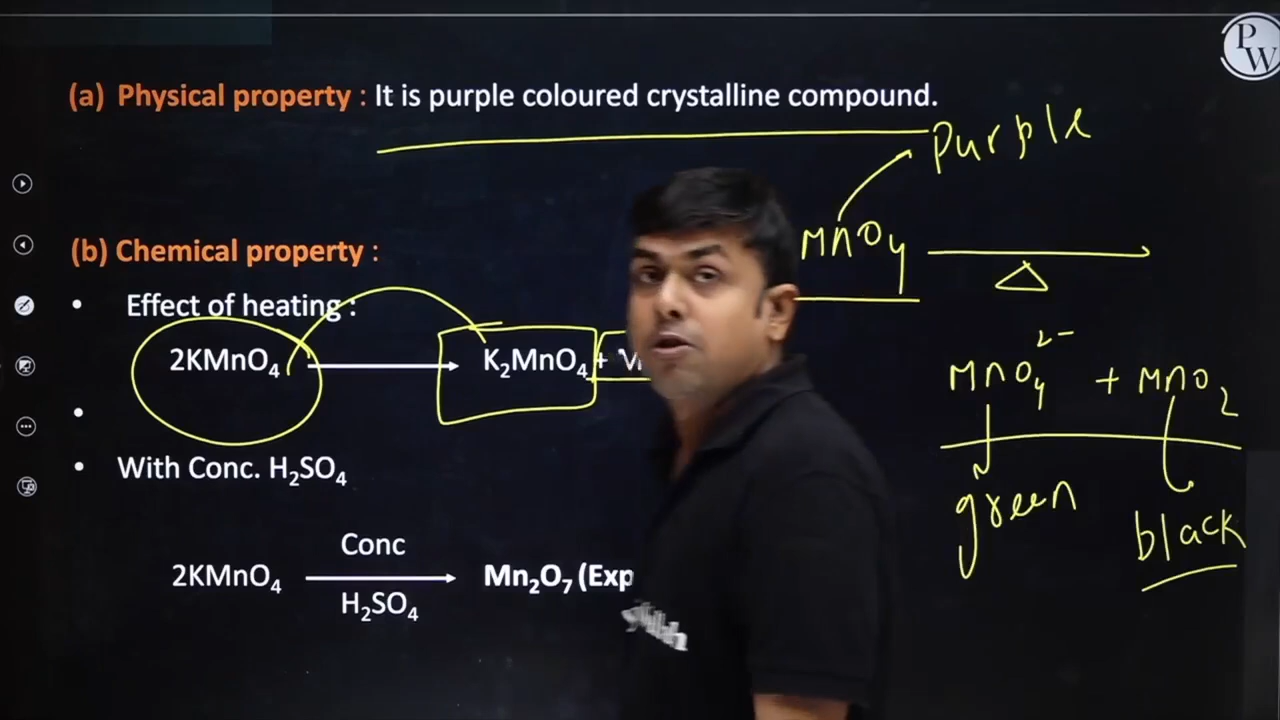 PW
(a) Physical property : It is purple coloured crystalline compound.
Purple
MnO4
Δ
(b) Chemical property :
• Effect of heating :
2KMnO4 → K2MnO4 +
MnO4^2- + MnO2
green
black
• With Conc. H2SO4
2KMnO4 Conc H2SO4 → Mn2O7 (Exp